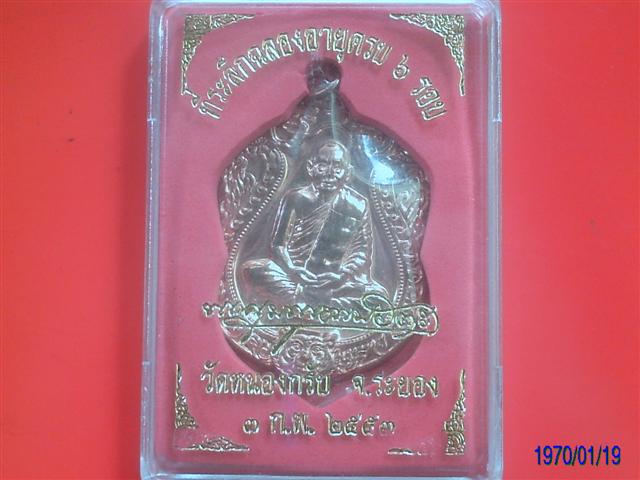 ที่ระลึกฉลองอายุครบ ๖ รอบ
วัดหนองกรับ จ.ระยอง
๓ ก.พ. ๒๕๕๓
1970/01/19